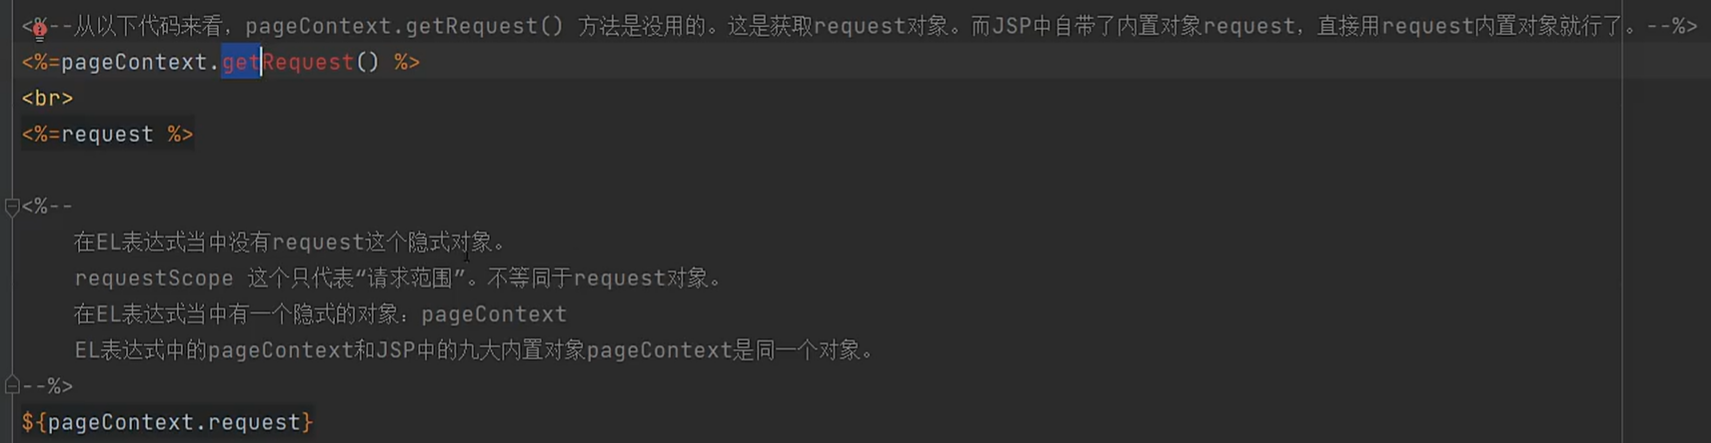 <%--从以下代码来看，pageContext.getRequest() 方法是没用的。这是获取request对象。而JSP中自带了内置对象request，直接用request内置对象就行了。--%>
<%=pageContext.getRequest() %>
<br>
<%=request %>
<%--
在EL表达式当中没有request这个隐式对象。
requestScope 这个只代表“请求范围”。不等同于request对象。
在EL表达式当中有一个隐式的对象：pageContext
EL表达式中的pageContext和JSP中的九大内置对象pageContext是同一个对象。
--%>
${pageContext.request}